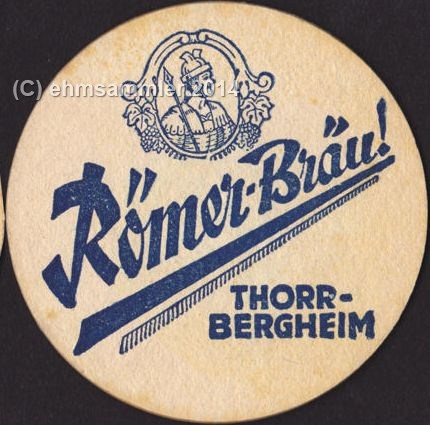 (C) ehmsammler 2014
Römer-Bräu!
THORR-
BERGHEIM